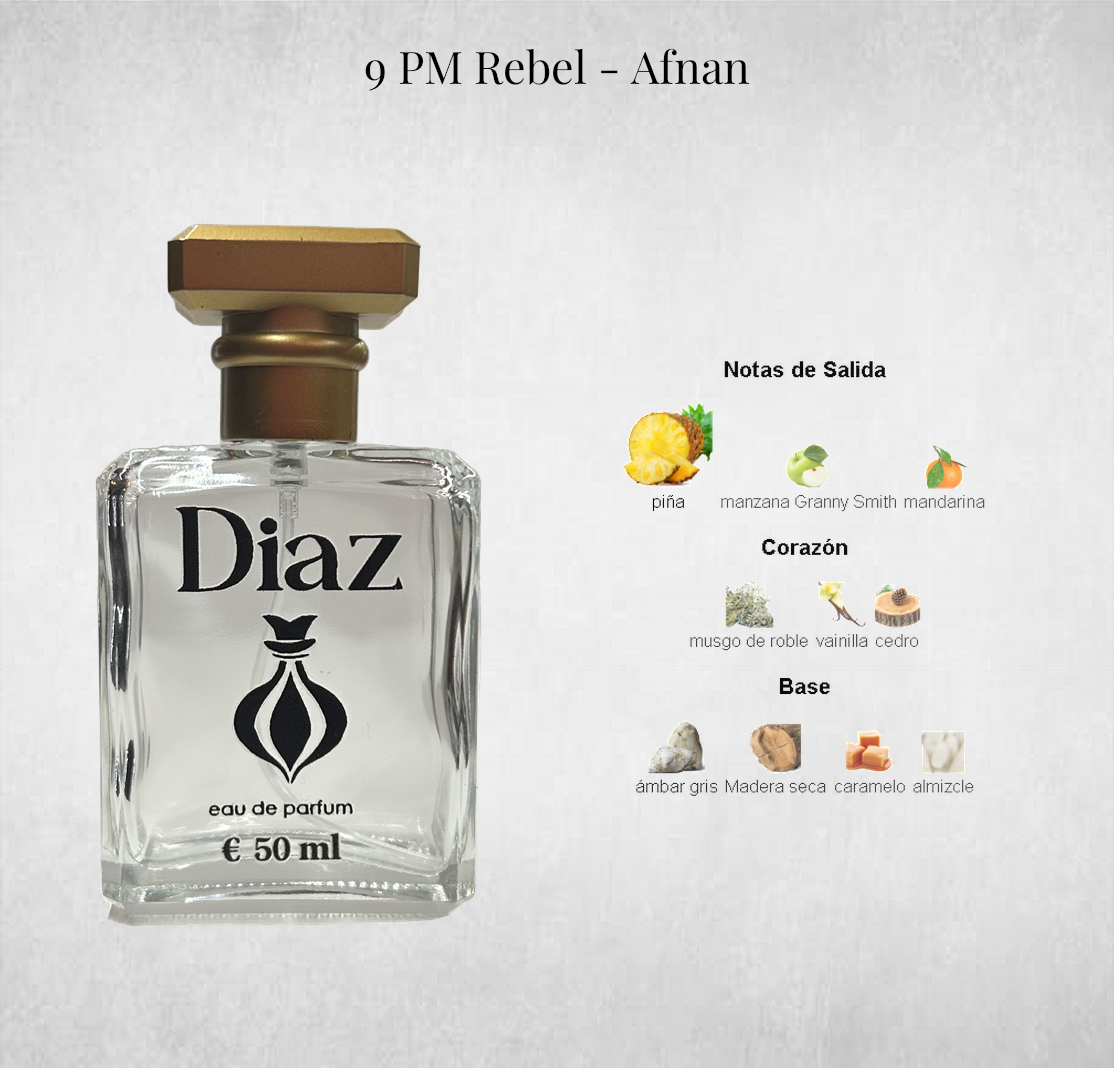 9 PM Rebel - Afnan
Diaz
eau de parfum
€ 50 ml
Notas de Salida
piña manzana Granny Smith mandarina
Corazón
musgo de roble vainilla cedro
Base
ámbar gris Madera seca caramelo almizcle